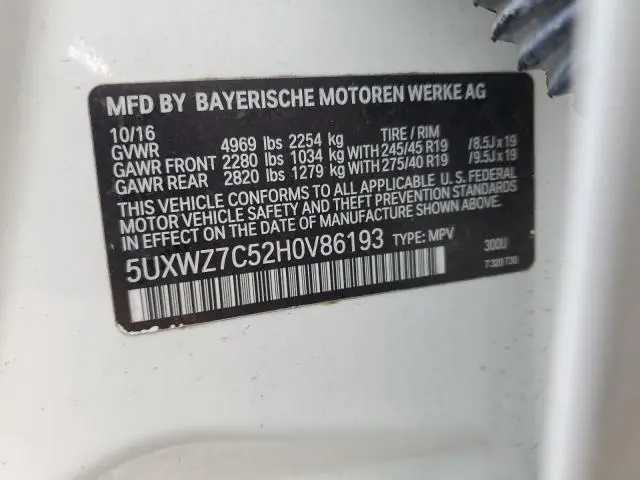 MFD BY BAYERISCHE MOTOREN WERKE AG
10/16 TIRE / RIM
GVWR 4969 lbs 2254 kg
GAWR FRONT 2280 lbs 1034 kg WITH 245/45 R19 /8.5J x 19
GAWR REAR 2820 lbs 1279 kg WITH 275/40 R19 /9.5J x 19
THIS VEHICLE CONFORMS TO ALL APPLICABLE U. S. FEDERAL
MOTOR VEHICLE SAFETY AND THEFT PREVENTION STANDARDS
IN EFFECT ON THE DATE OF MANUFACTURE SHOWN ABOVE.
5UXWZ7C52H0V86193 TYPE: MPV 300U
7 320 730